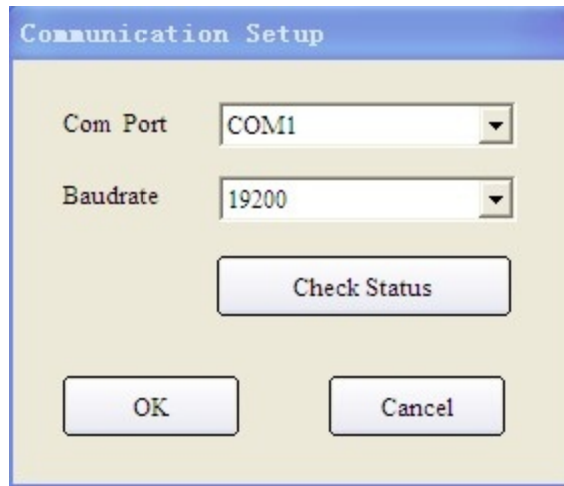 Communication Setup
Com Port COM1
Baudrate 19200
Check Status
OK Cancel